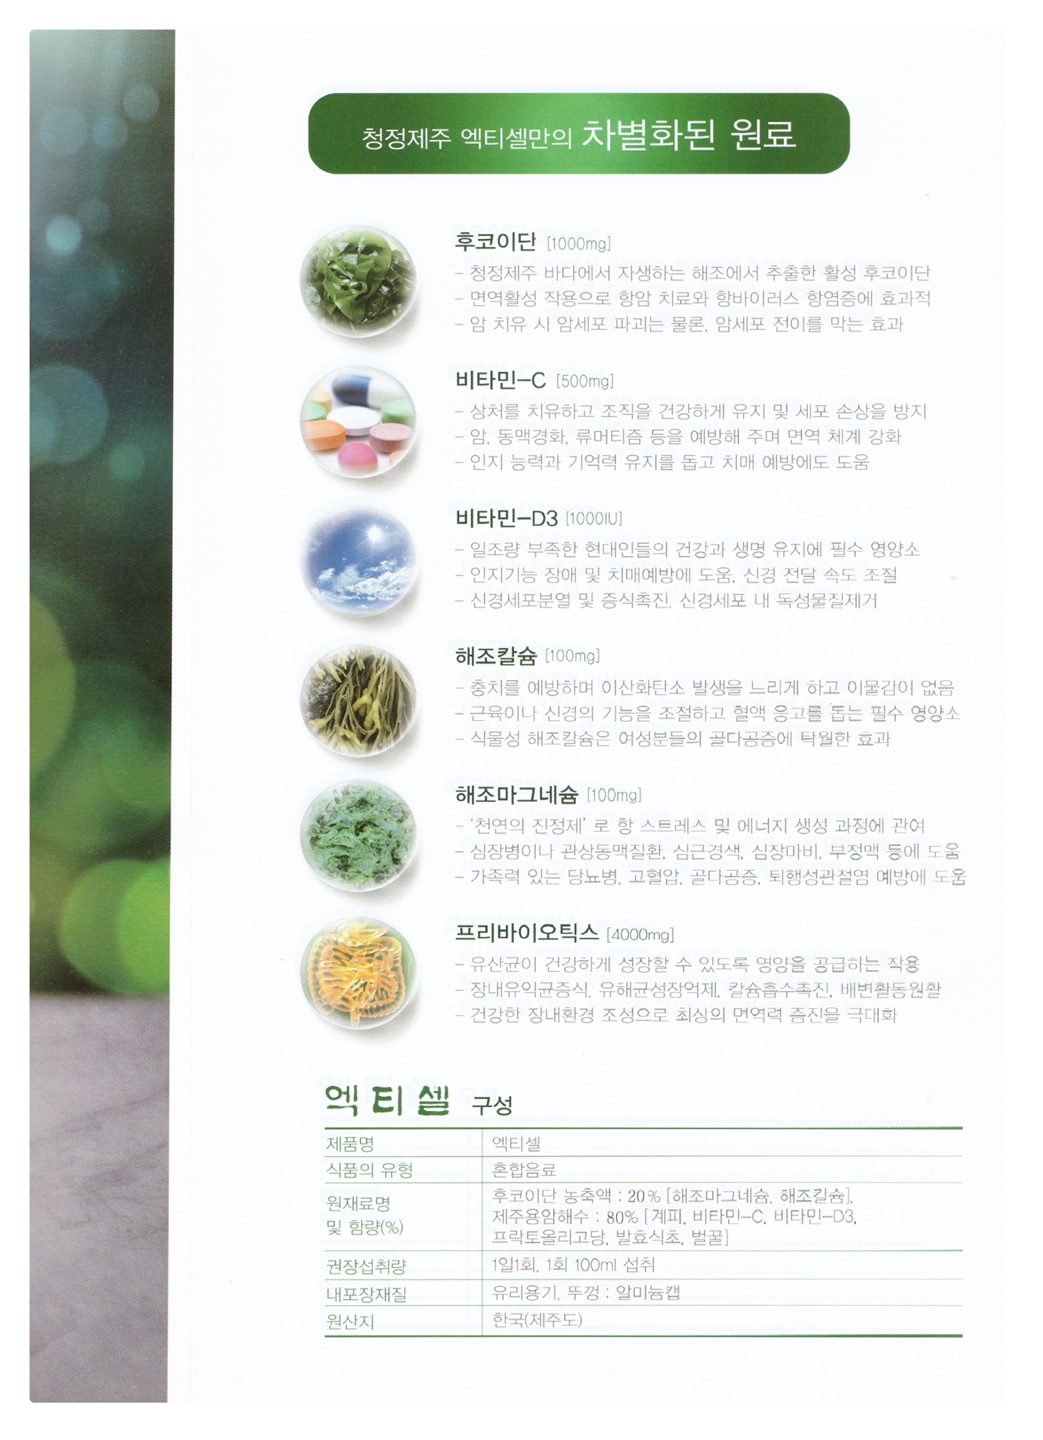 청정제주 엑티셀만의 차별화된 원료
후코이단 [1000mg]
- 청정제주 바다에서 자생하는 해조에서 추출한 활성 후코이단
- 면역활성 작용으로 항암 치료와 항바이러스 항염증에 효과적
- 암 치유 시 암세포 파괴는 물론, 암세포 전이를 막는 효과
비타민-C [500mg]
- 상처를 치유하고 조직을 건강하게 유지 및 세포 손상을 방지
- 암, 동맥경화, 류머티즘 등을 예방해 주며 면역 체계 강화
- 인지 능력과 기억력 유지를 돕고 치매 예방에도 도움
비타민-D3 [1000IU]
- 일조량 부족한 현대인들의 건강과 생명 유지에 필수 영양소
- 인지기능 장애 및 치매예방에 도움, 신경 전달 속도 조절
- 신경세포분열 및 증식촉진, 신경세포 내 독성물질제거
해조칼슘 [100mg]
- 충치를 예방하며 이산화탄소 발생을 느리게 하고 이물감이 없음
- 근육이나 신경의 기능을 조절하고 혈액 응고를 돕는 필수 영양소
- 식물성 해조칼슘은 여성분들의 골다공증에 탁월한 효과
해조마그네슘 [100mg]
- ‘천연의 진정제’ 로 항 스트레스 및 에너지 생성 과정에 관여
- 심장병이나 관상동맥질환, 심근경색, 심장마비, 부정맥 등에 도움
- 가족력 있는 당뇨병, 고혈압, 골다공증, 퇴행성관절염 예방에 도움
프리바이오틱스 [4000mg]
- 유산균이 건강하게 성장할 수 있도록 영양을 공급하는 작용
- 장내유익균증식, 유해균성장억제, 칼슘흡수촉진, 배변활동원활
- 건강한 장내환경 조성으로 최상의 면역력 증진을 극대화
엑티셀 구성
제품명 엑티셀
식품의 유형 혼합음료
원재료명 및 함량(%) 후코이단 농축액 : 20% [해조마그네슘, 해조칼슘],
제주용암해수 : 80% [계피, 비타민-C, 비타민-D3,
프락토올리고당, 발효식초, 벌꿀]
권장섭취량 1일1회, 1회 100ml 섭취
내포장재질 유리용기, 뚜껑 : 알미늄캡
원산지 한국(제주도)